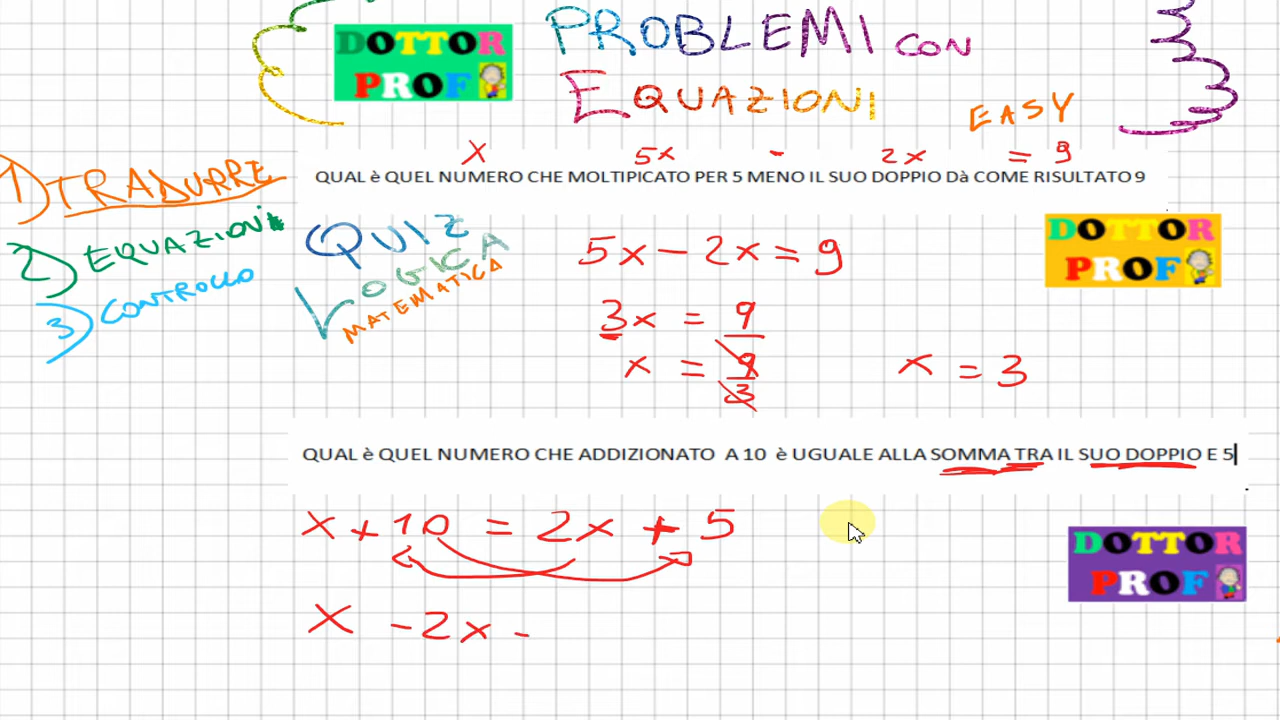 DOTTOR
PROF
PROBLEMI CON
EQUAZIONI
EASY
X 5x - 2x = 9
QUAL è QUEL NUMERO CHE MOLTIPICATO PER 5 MENO IL SUO DOPPIO Dà COME RISULTATO 9
1) TRADURRE
2) EQUAZIONI
3) CONTROLLO
QUIZ
LOGICA
MATEMATICA
5x - 2x = 9
DOTTOR
PROF
3x = 9
x = 9/3
x = 3
QUAL è QUEL NUMERO CHE ADDIZIONATO A 10 è UGUALE ALLA SOMMA TRA IL SUO DOPPIO E 5
x + 10 = 2x + 5
DOTTOR
PROF
X - 2x -